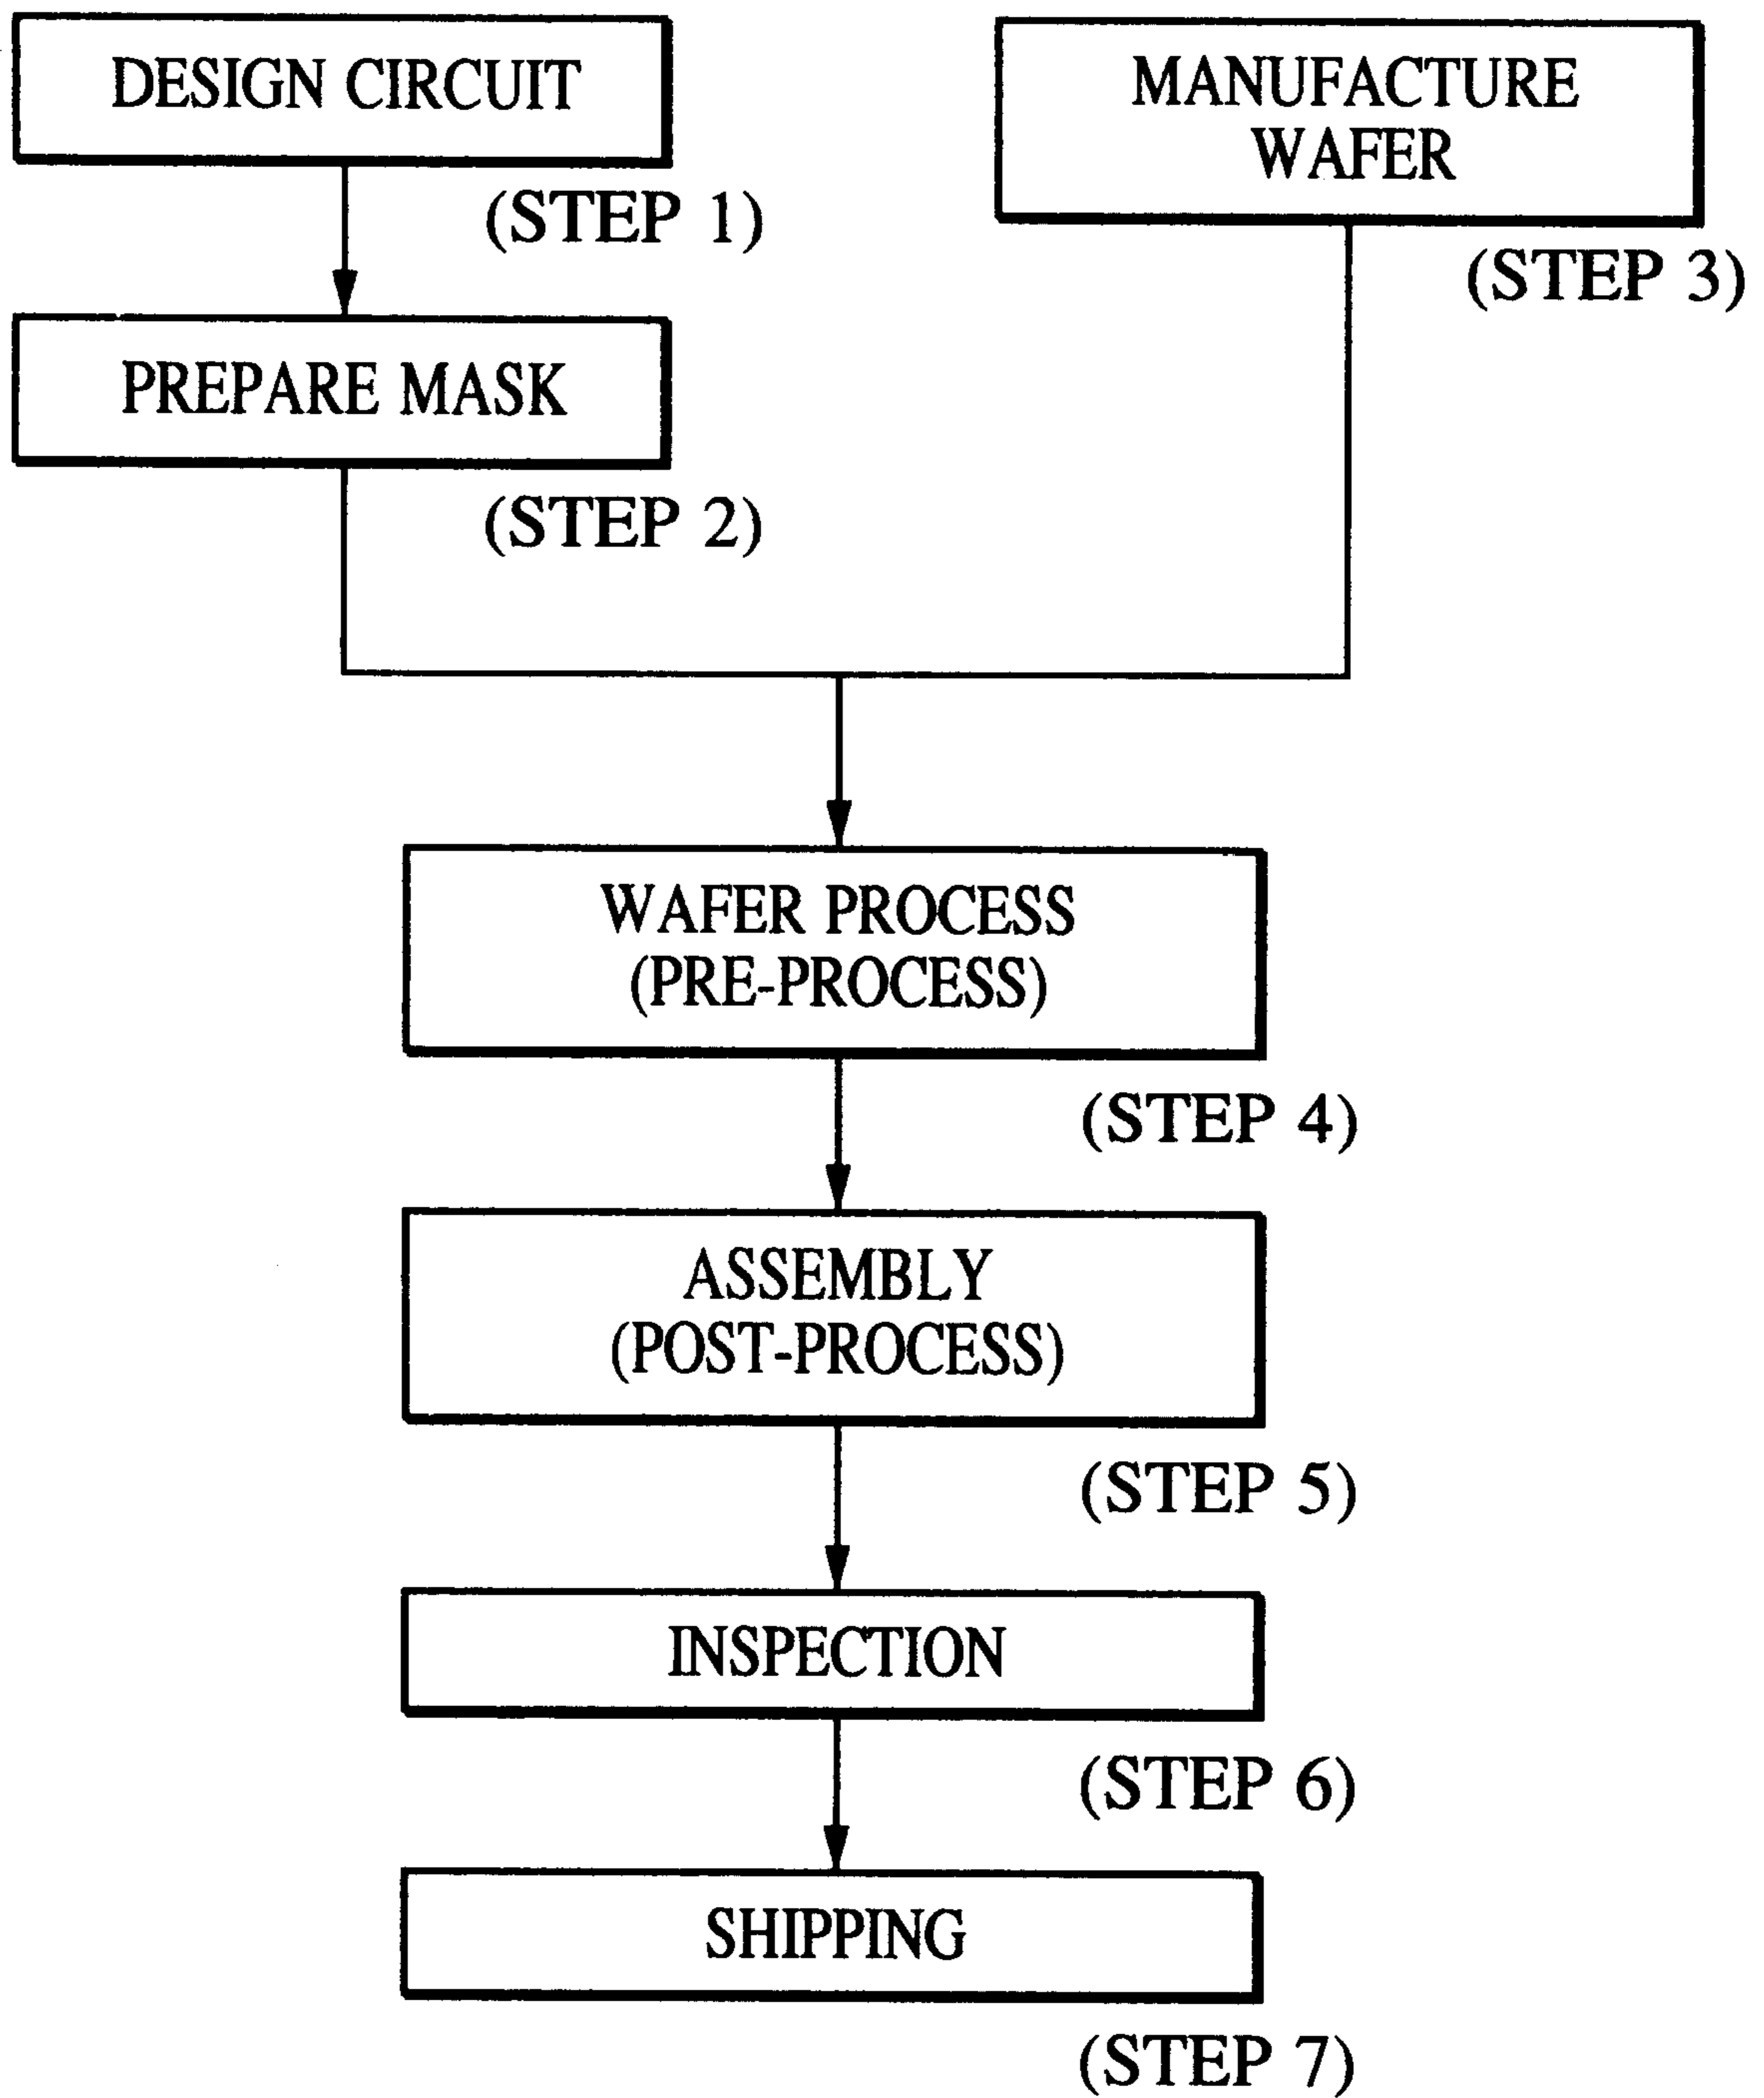 DESIGN CIRCUIT
(STEP 1)
PREPARE MASK
(STEP 2)
MANUFACTURE
WAFER
(STEP 3)
WAFER PROCESS
(PRE-PROCESS)
(STEP 4)
ASSEMBLY
(POST-PROCESS)
(STEP 5)
INSPECTION
(STEP 6)
SHIPPING
(STEP 7)